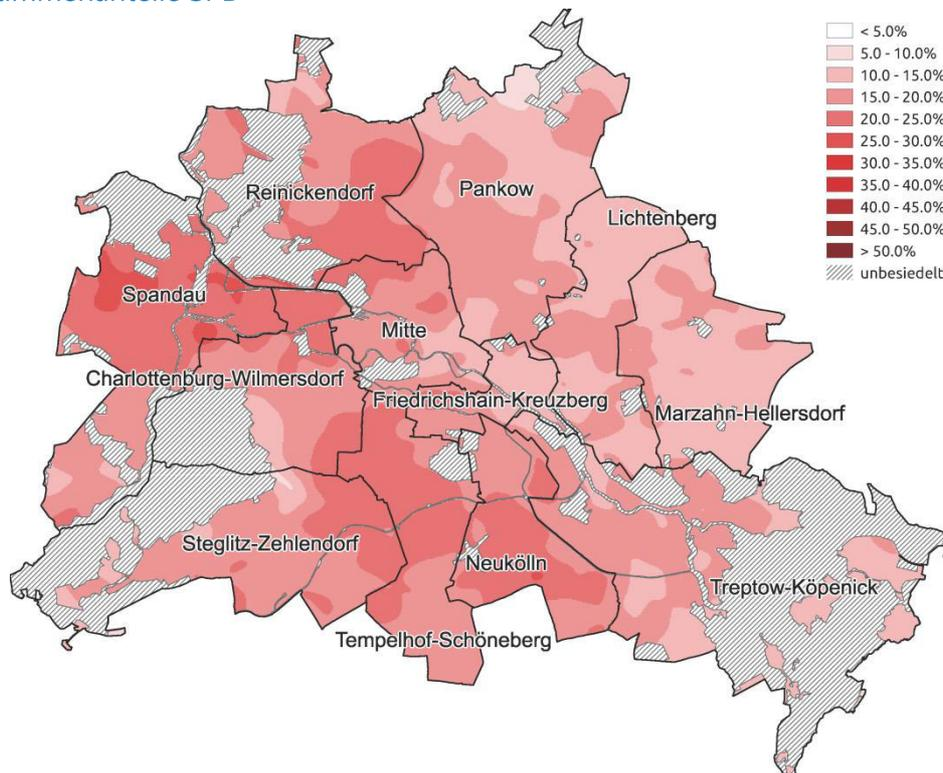 < 5.0%
5.0 - 10.0%
10.0 - 15.0%
15.0 - 20.0%
20.0 - 25.0%
25.0 - 30.0%
30.0 - 35.0%
35.0 - 40.0%
40.0 - 45.0%
45.0 - 50.0%
> 50.0%
unbesiedelt
Reinickendorf
Pankow
Lichtenberg
Spandau
Mitte
Charlottenburg-Wilmersdorf
Friedrichshain-Kreuzberg
Marzahn-Hellersdorf
Steglitz-Zehlendorf
Neukölln
Treptow-Köpenick
Tempelhof-Schöneberg